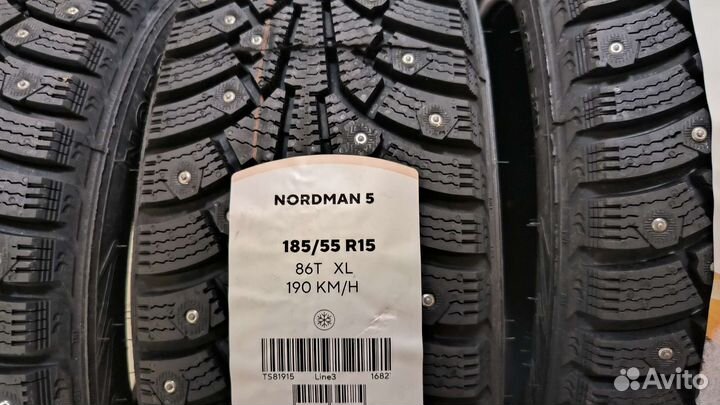 NORDMAN 5
185/55 R15
86T XL
190 KM/H
TS81915 Line3 1682
Avito